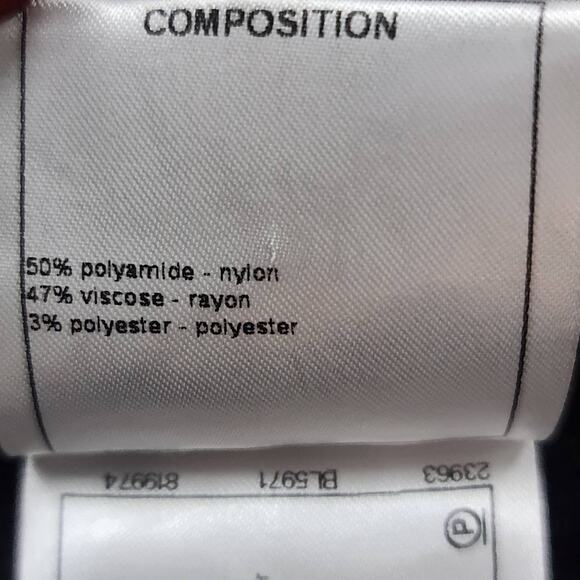 COMPOSITION
50% polyamide - nylon
47% viscose - rayon
3% polyester - polyester
23963 BL5971 819974
P